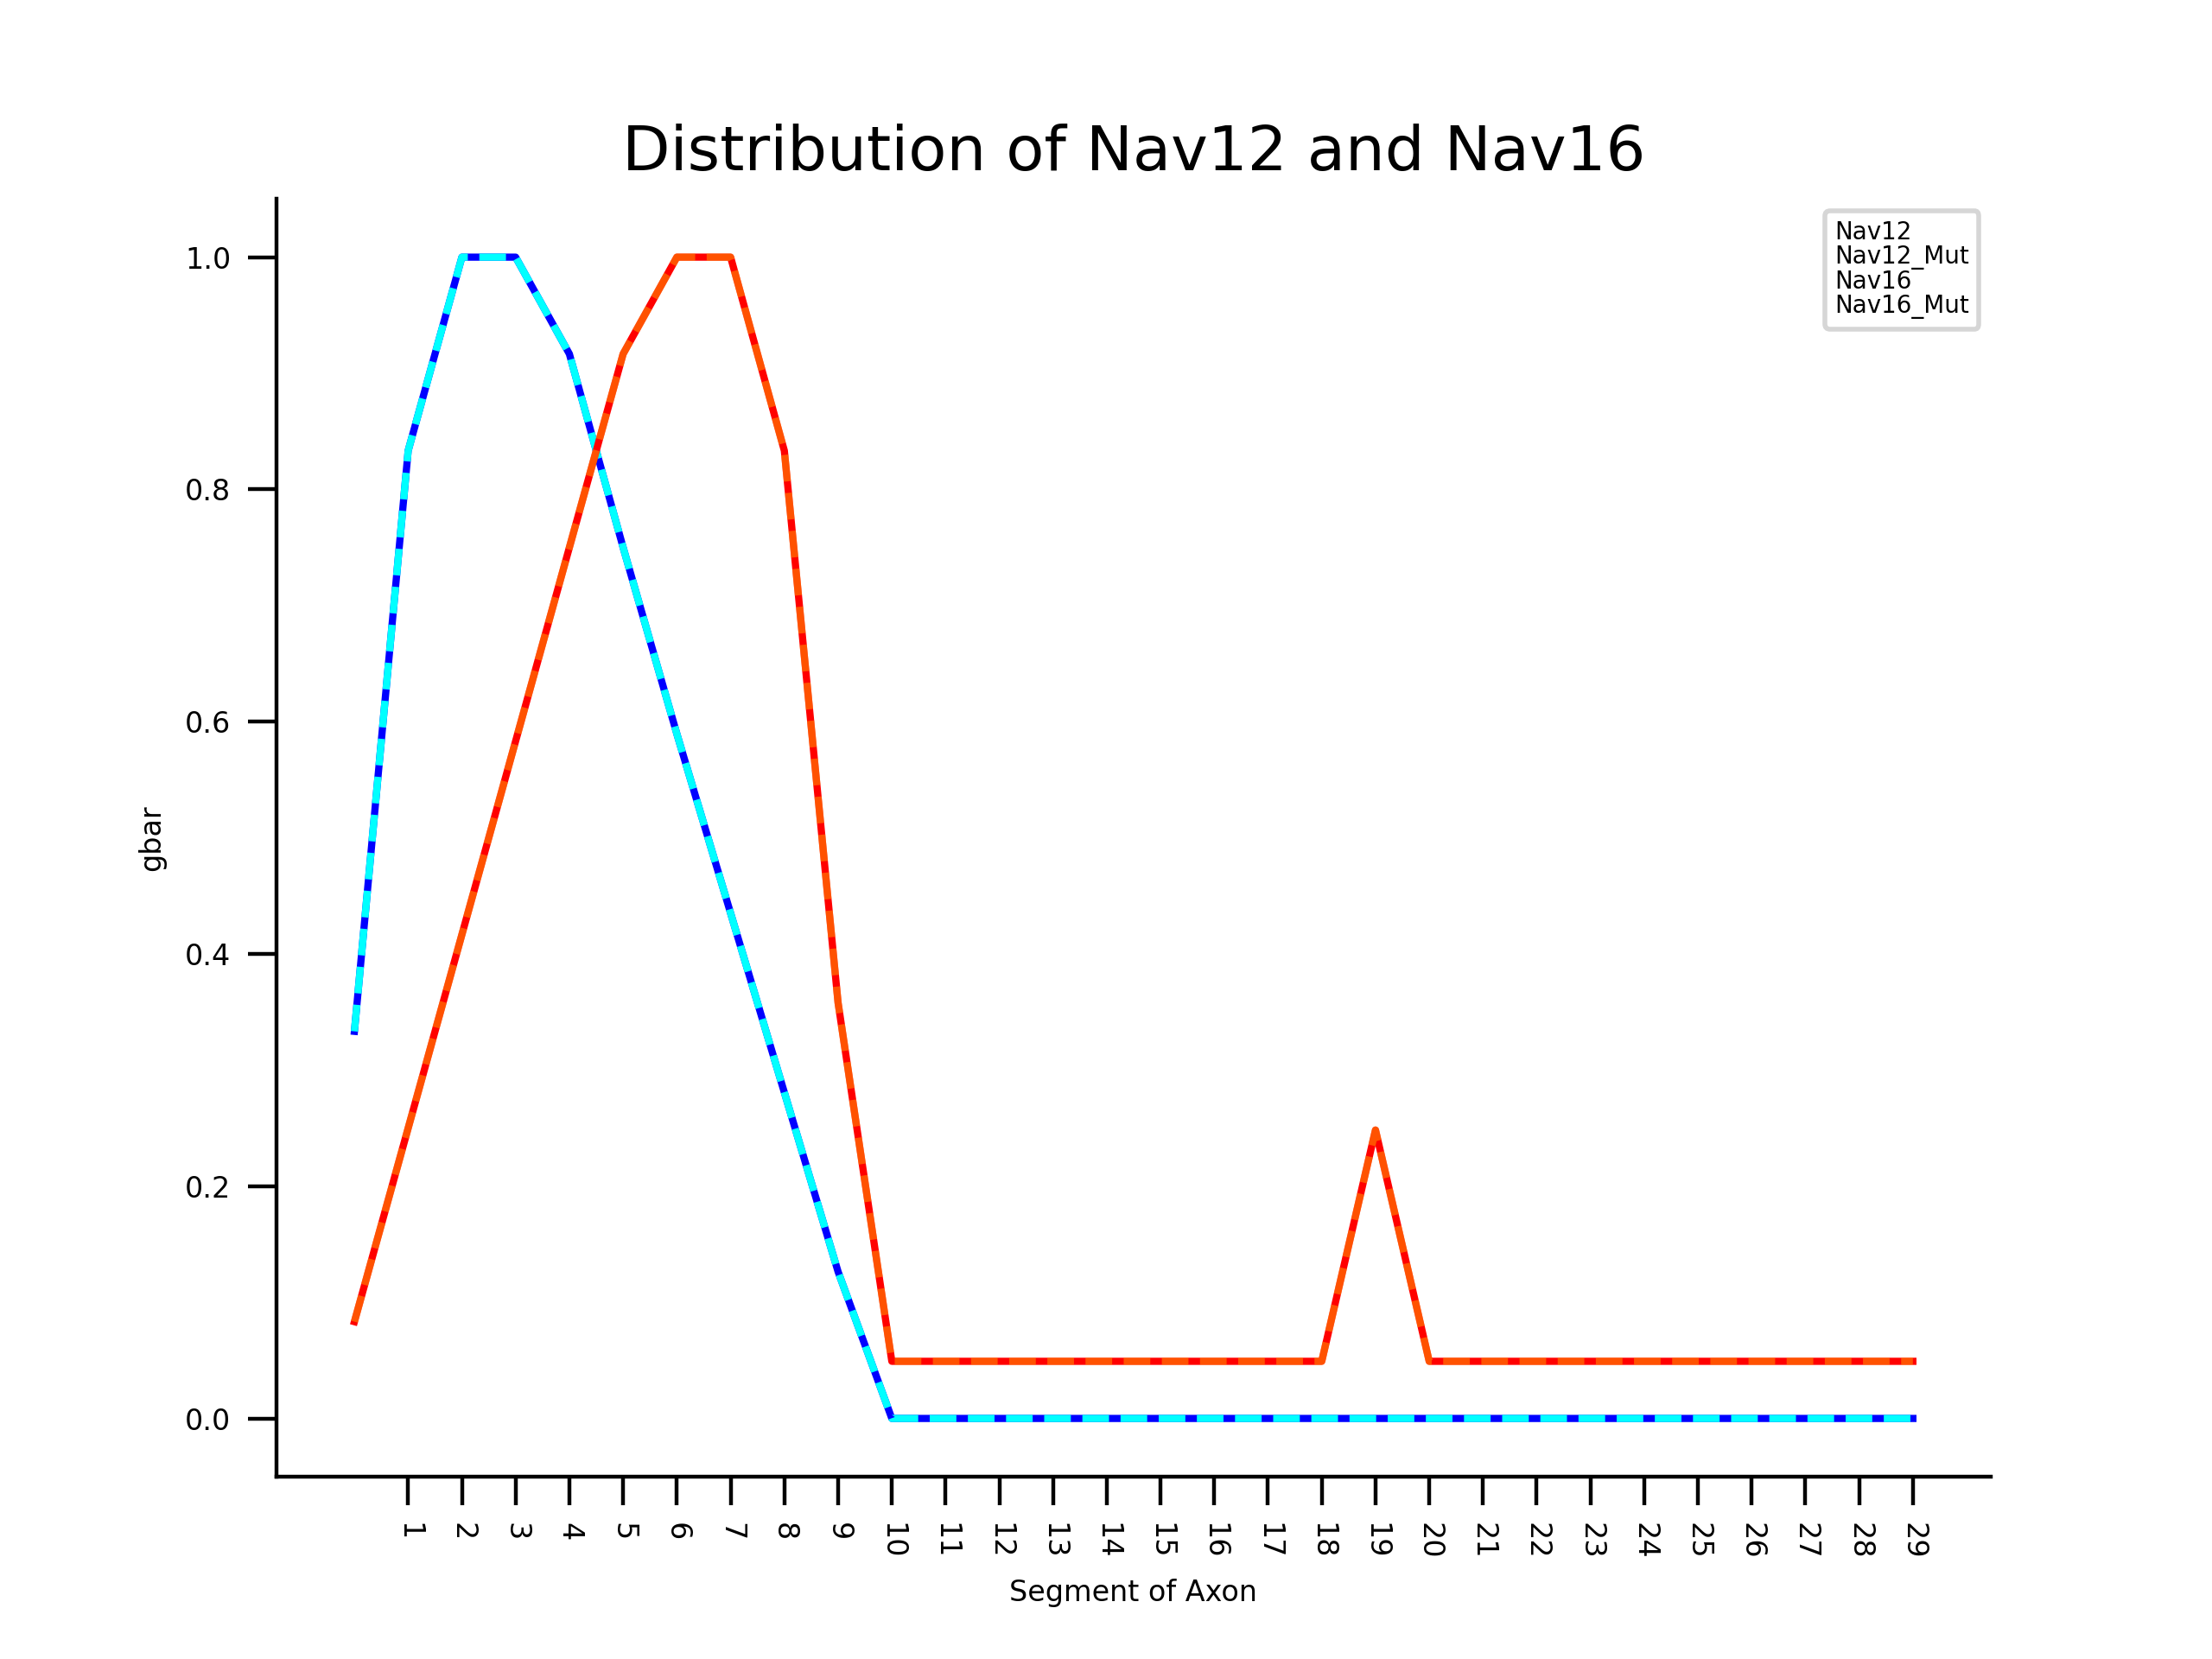 Distribution of Nav12 and Nav16
Nav12
Nav12_Mut
Nav16
Nav16_Mut
1.0
0.8
0.6
0.4
0.2
0.0
gbar
1 2 3 4 5 6 7 8 9 10 11 12 13 14 15 16 17 18 19 20 21 22 23 24 25 26 27 28 29
Segment of Axon